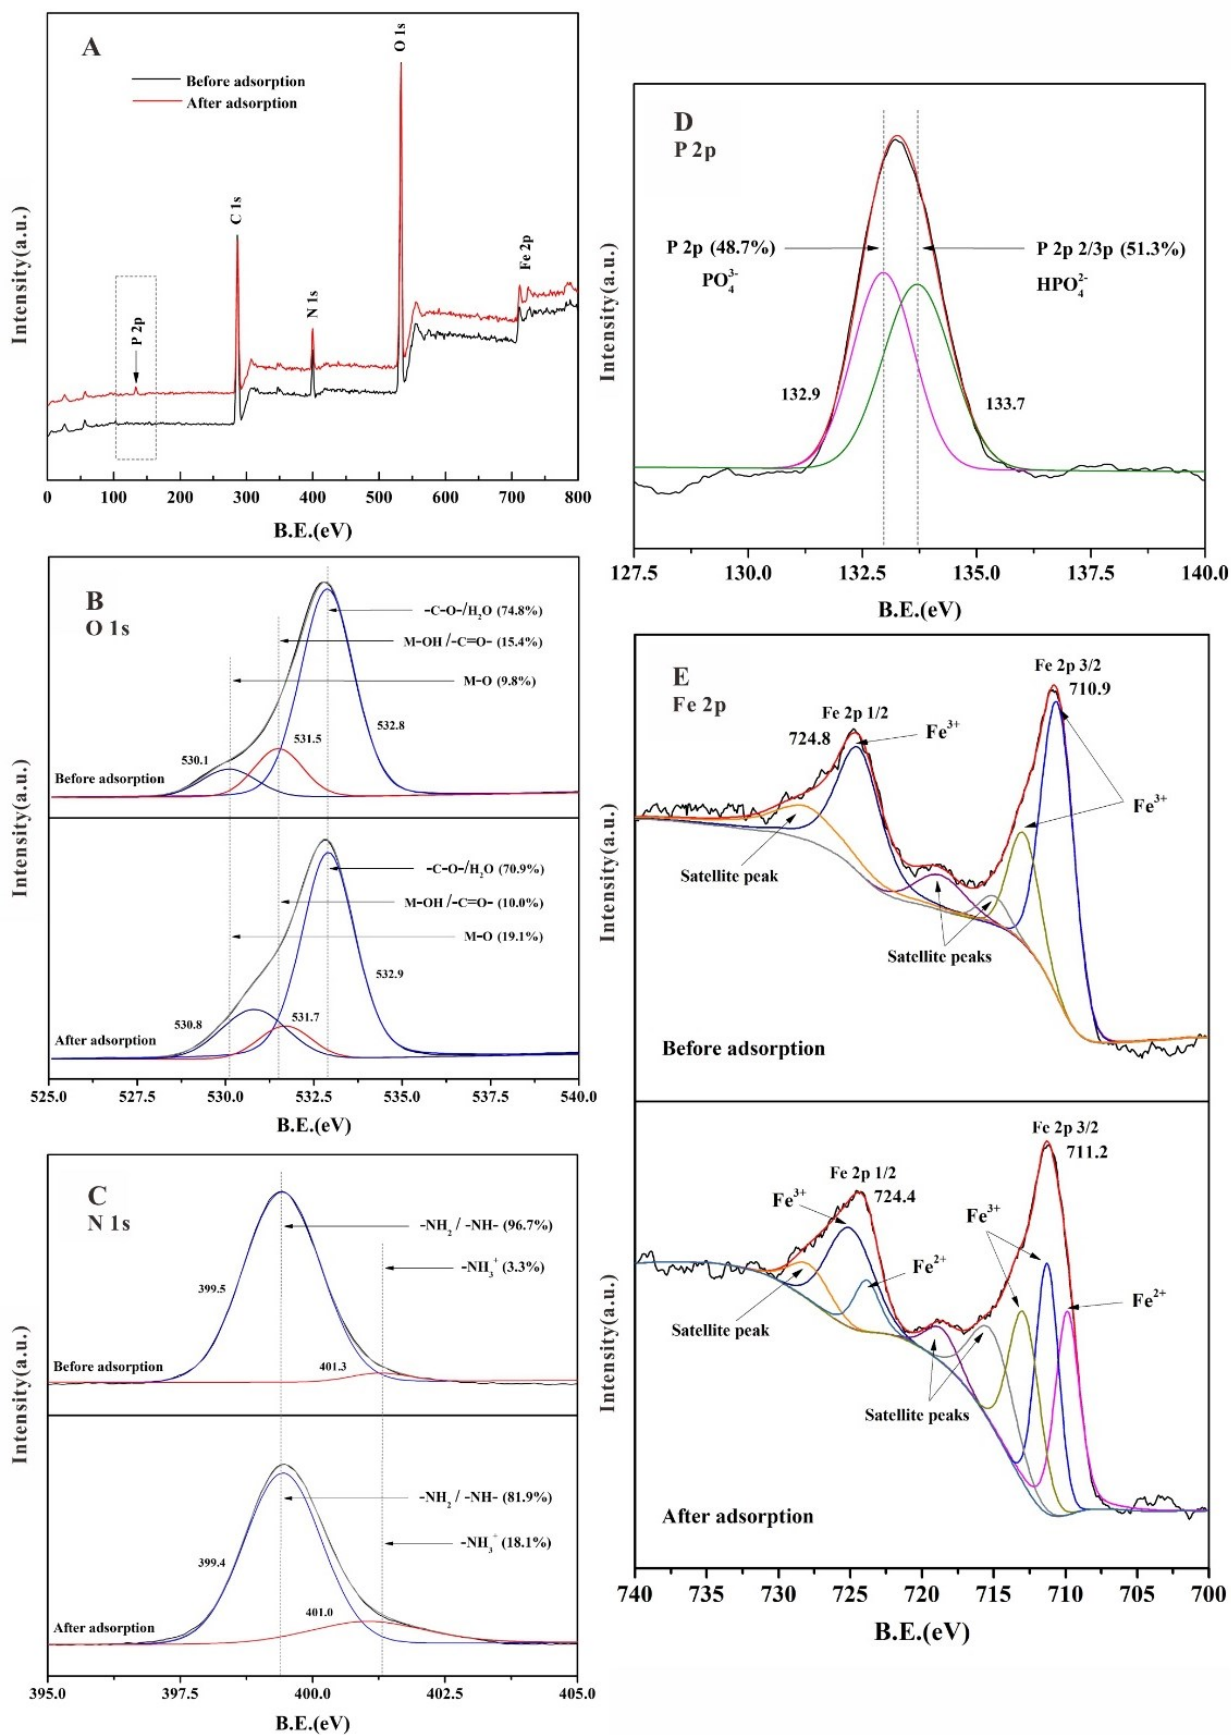 A
Before adsorption
After adsorption
P 2p
C 1s
N 1s
O 1s
Fe 2p
Intensity(a.u.)
0 100 200 300 400 500 600 700 800
B.E.(eV)
B
O 1s
-C-O-/H₂O (74.8%)
M-OH /-C=O- (15.4%)
M-O (9.8%)
530.1
531.5
532.8
Before adsorption
-C-O-/H₂O (70.9%)
M-OH /-C=O- (10.0%)
M-O (19.1%)
530.8
531.7
532.9
After adsorption
Intensity(a.u.)
525.0 527.5 530.0 532.5 535.0 537.5 540.0
B.E.(eV)
C
N 1s
-NH₂ / -NH- (96.7%)
-NH₃⁺ (3.3%)
399.5
401.3
Before adsorption
-NH₂ / -NH- (81.9%)
-NH₃⁺ (18.1%)
399.4
401.0
After adsorption
Intensity(a.u.)
395.0 397.5 400.0 402.5 405.0
B.E.(eV)
D
P 2p
P 2p (48.7%)
PO₄³⁻
P 2p 2/3p (51.3%)
HPO₄²⁻
132.9
133.7
Intensity(a.u.)
127.5 130.0 132.5 135.0 137.5 140.0
B.E.(eV)
E
Fe 2p
Fe 2p 3/2
710.9
Fe 2p 1/2
724.8
Fe³⁺
Fe³⁺
Satellite peak
Satellite peaks
Before adsorption
Intensity(a.u.)
Fe 2p 3/2
711.2
Fe 2p 1/2
724.4
Fe³⁺
Fe³⁺
Fe²⁺
Fe²⁺
Satellite peak
Satellite peaks
After adsorption
Intensity(a.u.)
740 735 730 725 720 715 710 705 700
B.E.(eV)